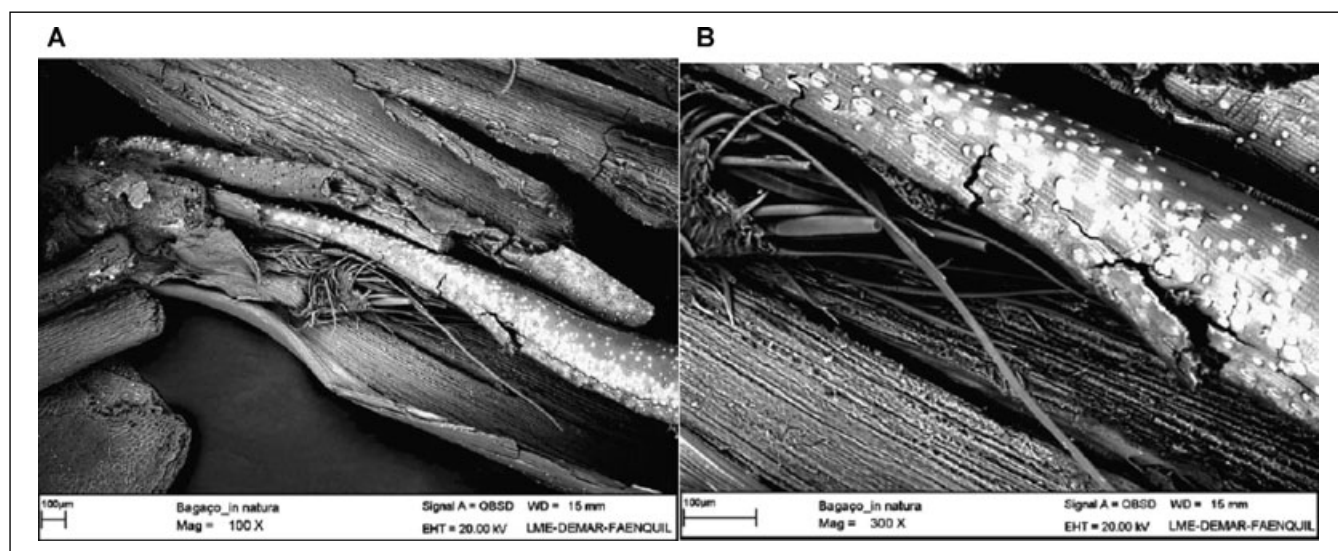 A
100µm
Bagaço_in natura
Mag = 100 X
Signal A = QBSD WD = 15 mm
EHT = 20.00 kV LME-DEMAR-FAENQUIL
B
100µm
Bagaço_in natura
Mag = 300 X
Signal A = QBSD WD = 15 mm
EHT = 20.00 kV LME-DEMAR-FAENQUIL